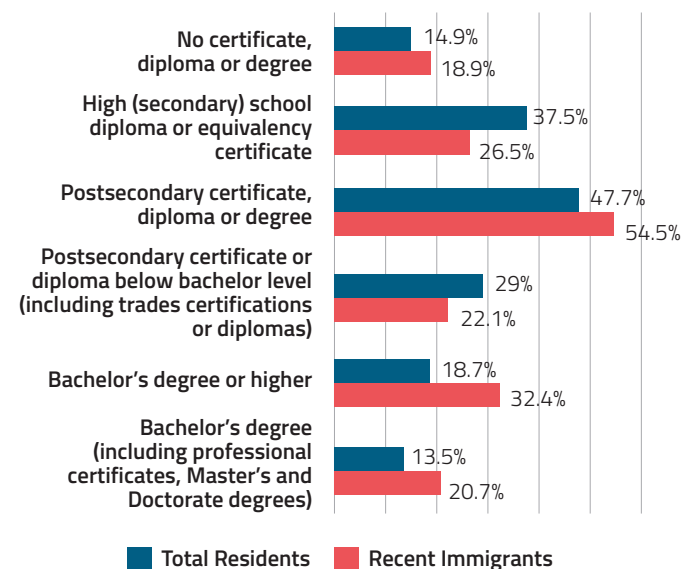 No certificate,
diploma or degree
14.9%
18.9%
High (secondary) school
diploma or equivalency
certificate
37.5%
26.5%
Postsecondary certificate,
diploma or degree
47.7%
54.5%
Postsecondary certificate or
diploma below bachelor level
(including trades certifications
or diplomas)
29%
22.1%
Bachelor's degree or higher
18.7%
32.4%
Bachelor's degree
(including professional
certificates, Master's and
Doctorate degrees)
13.5%
20.7%
Total Residents
Recent Immigrants